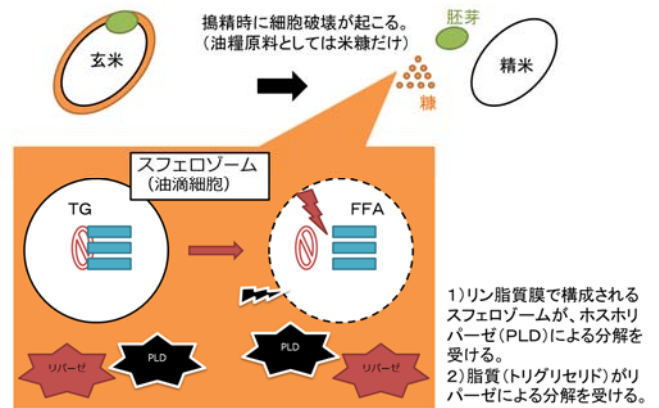 搗精時に細胞破壊が起こる。
(油糧原料としては米糠だけ)
胚芽
玄米
精米
糠
スフェロゾーム
(油滴細胞)
TG
FFA
リパーゼ
PLD
PLD
リパーゼ
1)リン脂質膜で構成される
スフェロゾームが、ホスホリ
パーゼ(PLD)による分解を
受ける。
2)脂質(トリグリセリド)がリ
パーゼによる分解を受ける。